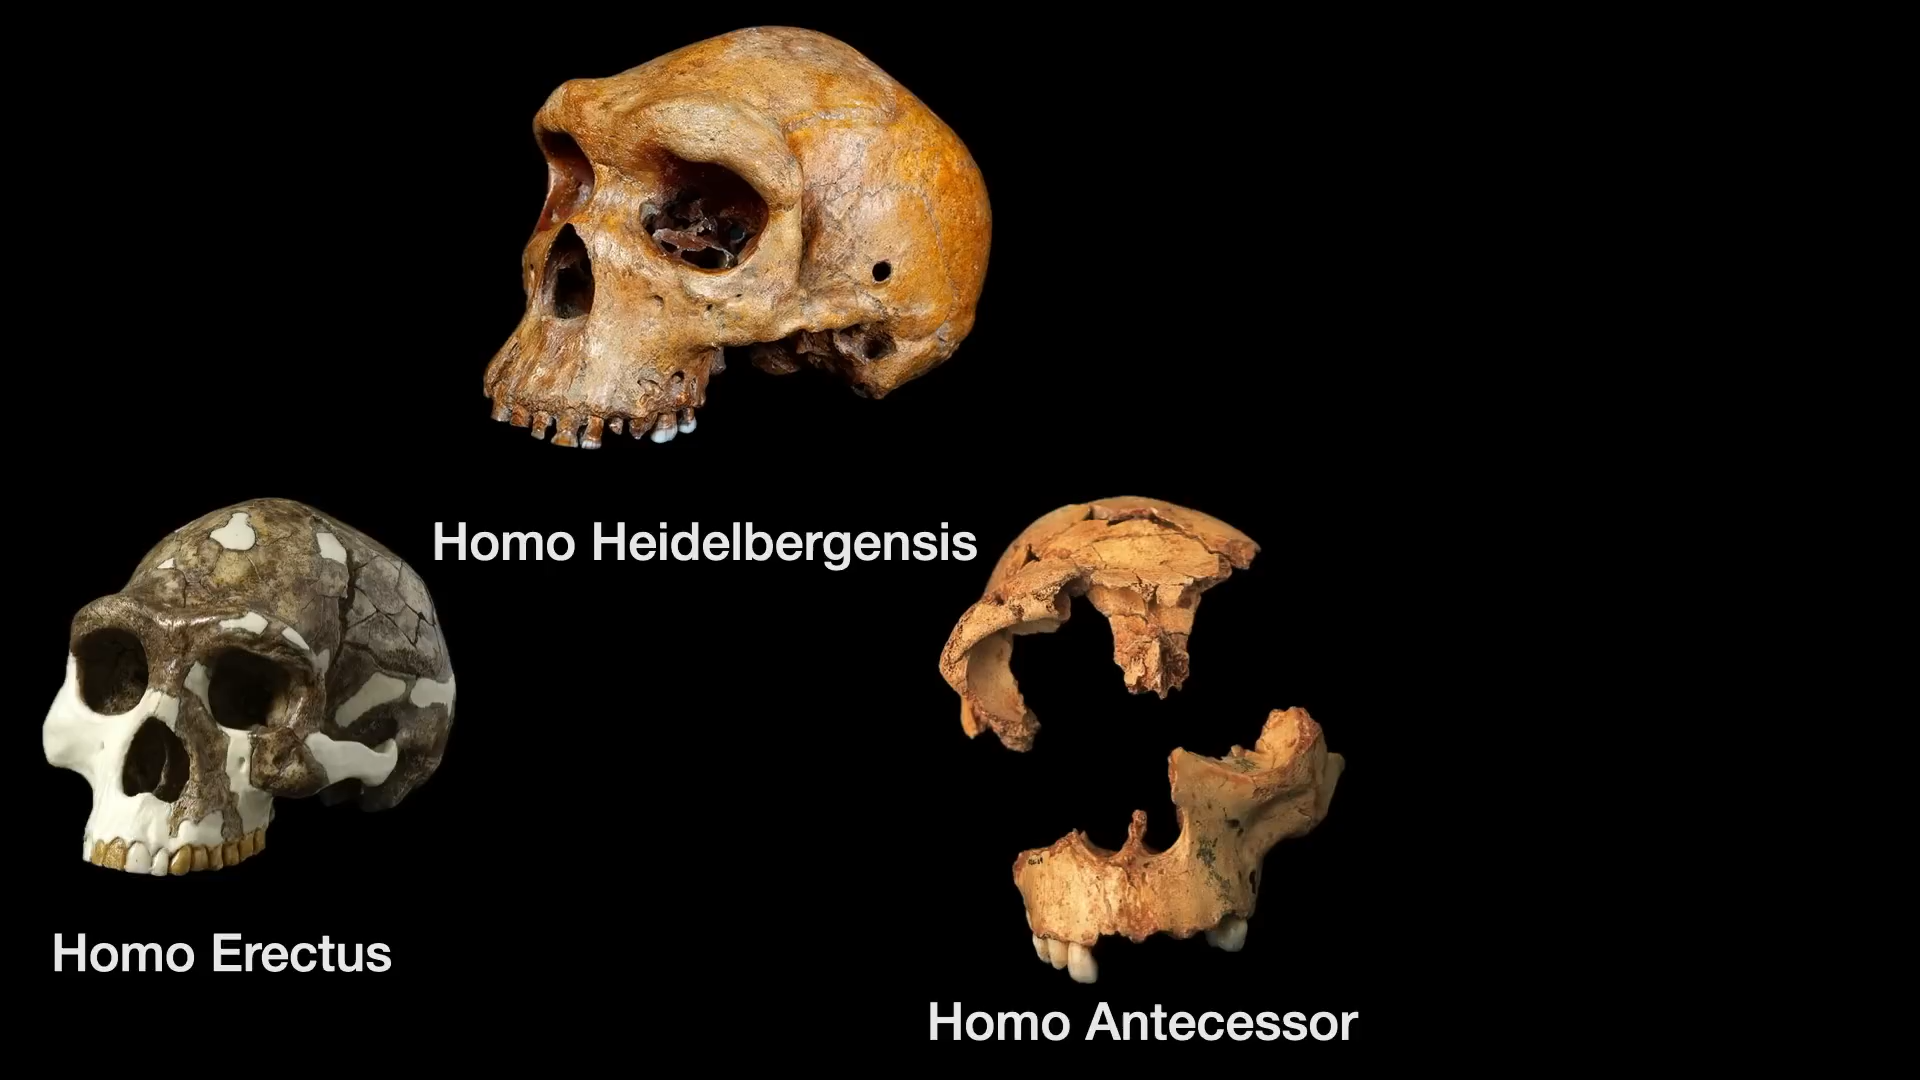 Homo Heidelbergensis
Homo Erectus
Homo Antecessor